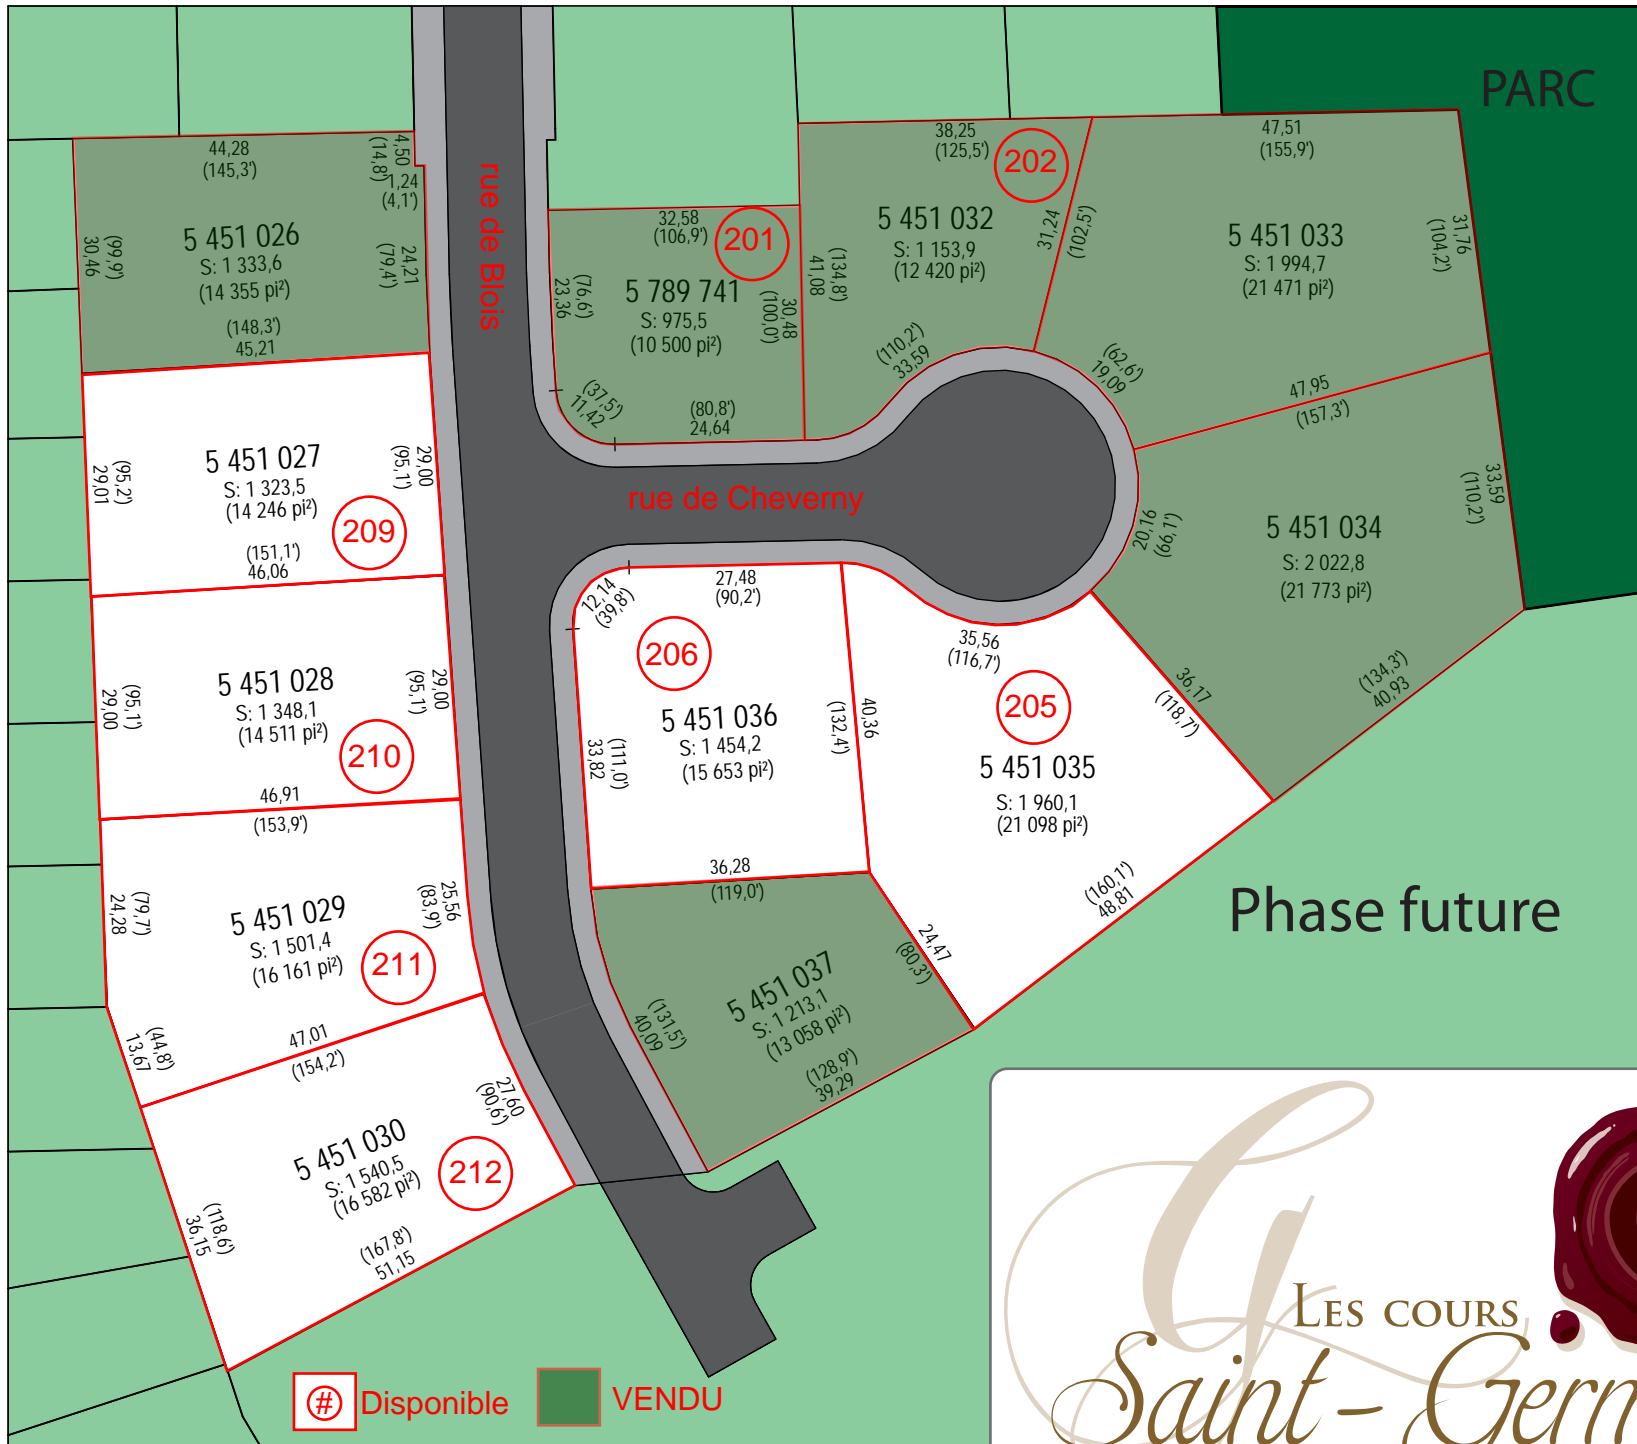 PARC
44,28
(145,3')
4,50
(14,8')
1,24
(4,1')
5 451 026
S: 1 333,6
(14 355 pi²)
(99,9')
30,46
24,21
(79,4')
(148,3')
45,21
rue de Blois
32,58
(106,9')
201
5 789 741
S: 975,5
(10 500 pi²)
(76,6')
23,36
30,48
(100,0')
(37,5')
11,42
(80,8')
24,64
38,25
(125,5')
202
5 451 032
S: 1 153,9
(12 420 pi²)
(134,8')
41,08
31,24
(102,5')
(110,2')
33,59
47,51
(155,9')
5 451 033
S: 1 994,7
(21 471 pi²)
31,76
(104,2')
(62,6')
19,09
47,95
(157,3')
5 451 027
S: 1 323,5
(14 246 pi²)
209
(95,2')
29,01
29,00
(95,1')
(151,1')
46,06
rue de Cheverny
5 451 034
S: 2 022,8
(21 773 pi²)
33,59
(110,2')
20,16
(66,1')
(134,3')
40,93
36,17
(118,7')
5 451 028
S: 1 348,1
(14 511 pi²)
210
(95,1')
29,00
29,00
(95,1')
46,91
(153,9')
12,14
(39,8')
27,48
(90,2')
206
5 451 036
S: 1 454,2
(15 653 pi²)
(111,0')
33,82
40,36
(132,4')
36,28
(119,0')
35,56
(116,7')
205
5 451 035
S: 1 960,1
(21 098 pi²)
(160,1')
48,81
24,47
(80,3')
Phase future
5 451 029
S: 1 501,4
(16 161 pi²)
211
(79,7')
24,28
25,56
(83,9')
(44,8')
13,67
47,01
(154,2')
5 451 037
S: 1 213,1
(13 058 pi²)
(131,5')
40,09
(128,9')
39,29
5 451 030
S: 1 540,5
(16 582 pi²)
212
27,60
(90,6')
(118,6')
36,15
(167,8')
51,15
# Disponible
VENDU
G
Les cours
Saint - Germ